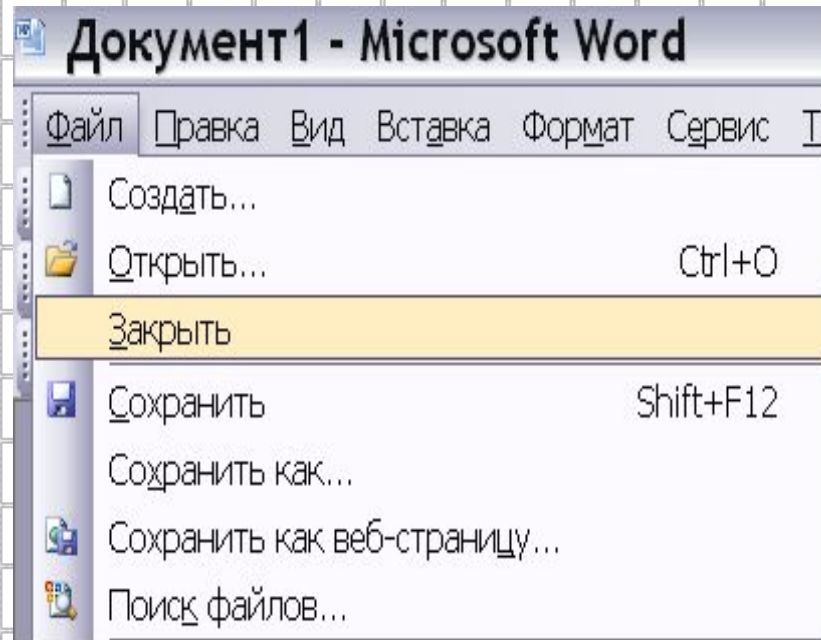 Документ1 - Microsoft Word
Файл Правка Вид Вставка Формат Сервис Т
Создать...
Открыть... Ctrl+O
Закрыть
Сохранить Shift+F12
Сохранить как...
Сохранить как веб-страницу...
Поиск файлов...